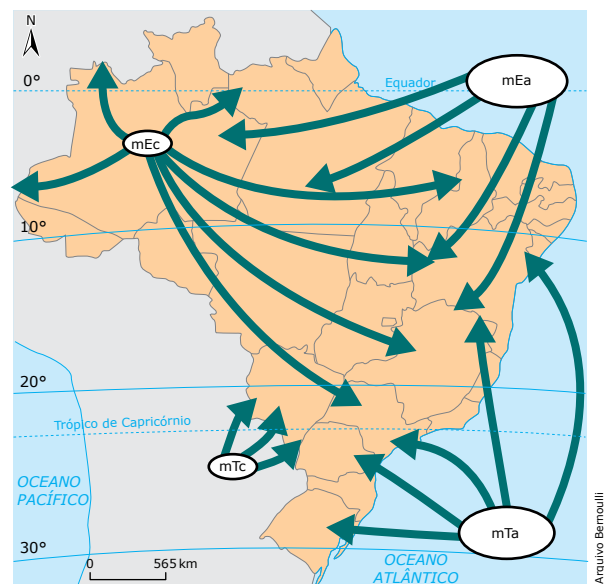 N
0°
Equador
mEa
mEc
10°
20°
Trópico de Capricórnio
mTc
OCEANO
PACÍFICO
mTa
30°
0
565 km
OCEANO
ATLÂNTICO
Arquivo Bernoulli